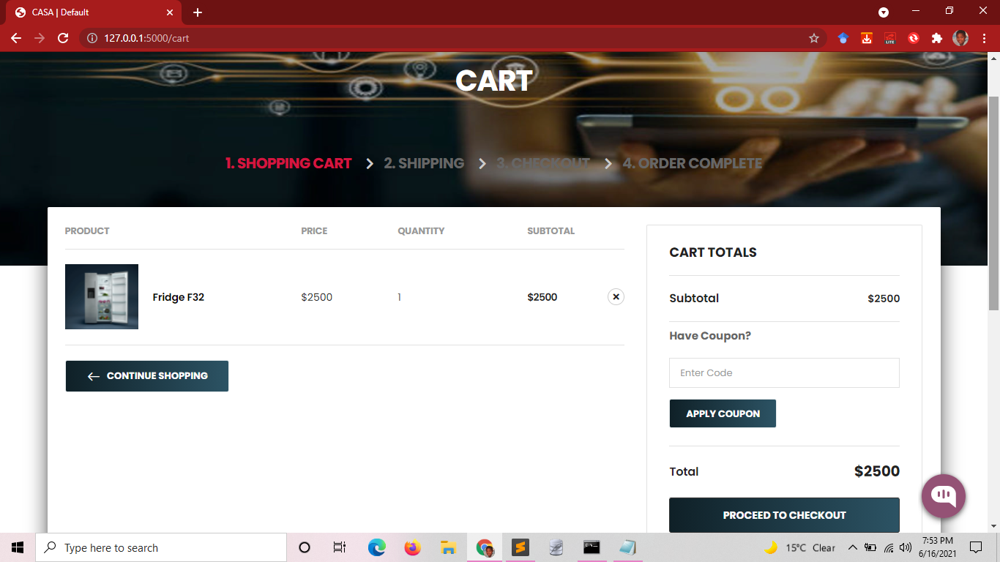 CASA | Default
127.0.0.1:5000/cart
LITE
CART
1. SHOPPING CART 2. SHIPPING 3. CHECKOUT 4. ORDER COMPLETE
PRODUCT PRICE QUANTITY SUBTOTAL
Fridge F32 $2500 1 $2500
CONTINUE SHOPPING
CART TOTALS
Subtotal $2500
Have Coupon?
Enter Code
APPLY COUPON
Total $2500
PROCEED TO CHECKOUT
Type here to search
15°C Clear
7:53 PM
6/16/2021